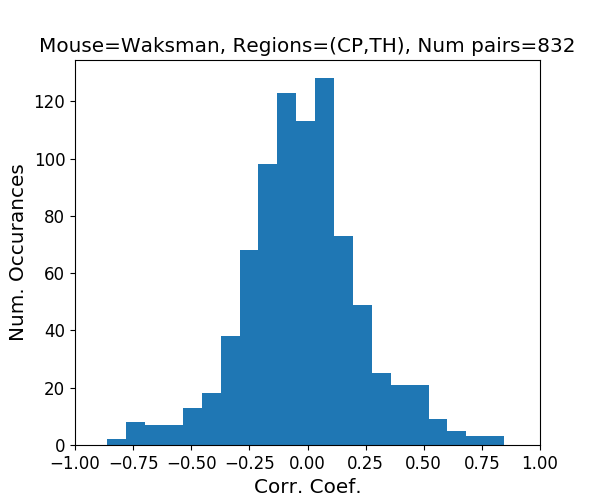 Mouse=Waksman, Regions=(CP,TH), Num pairs=832
120
100
80
60
40
20
0
Num. Occurances
−1.00 −0.75 −0.50 −0.25 0.00 0.25 0.50 0.75 1.00
Corr. Coef.